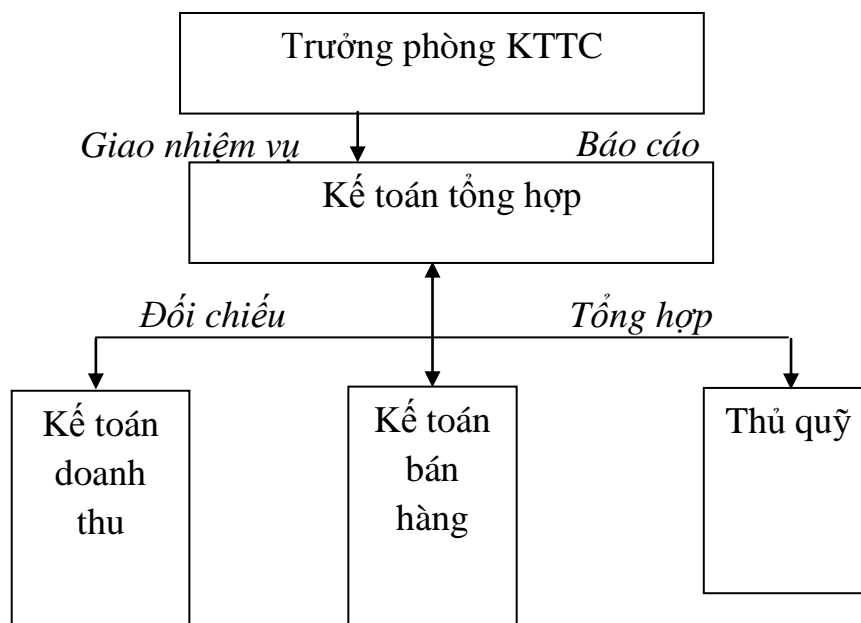 Trưởng phòng KTTC
Giao nhiệm vụ
Báo cáo
Kế toán tổng hợp
Đối chiếu
Tổng hợp
Kế toán
doanh
thu
Kế toán
bán
hàng
Thủ quỹ